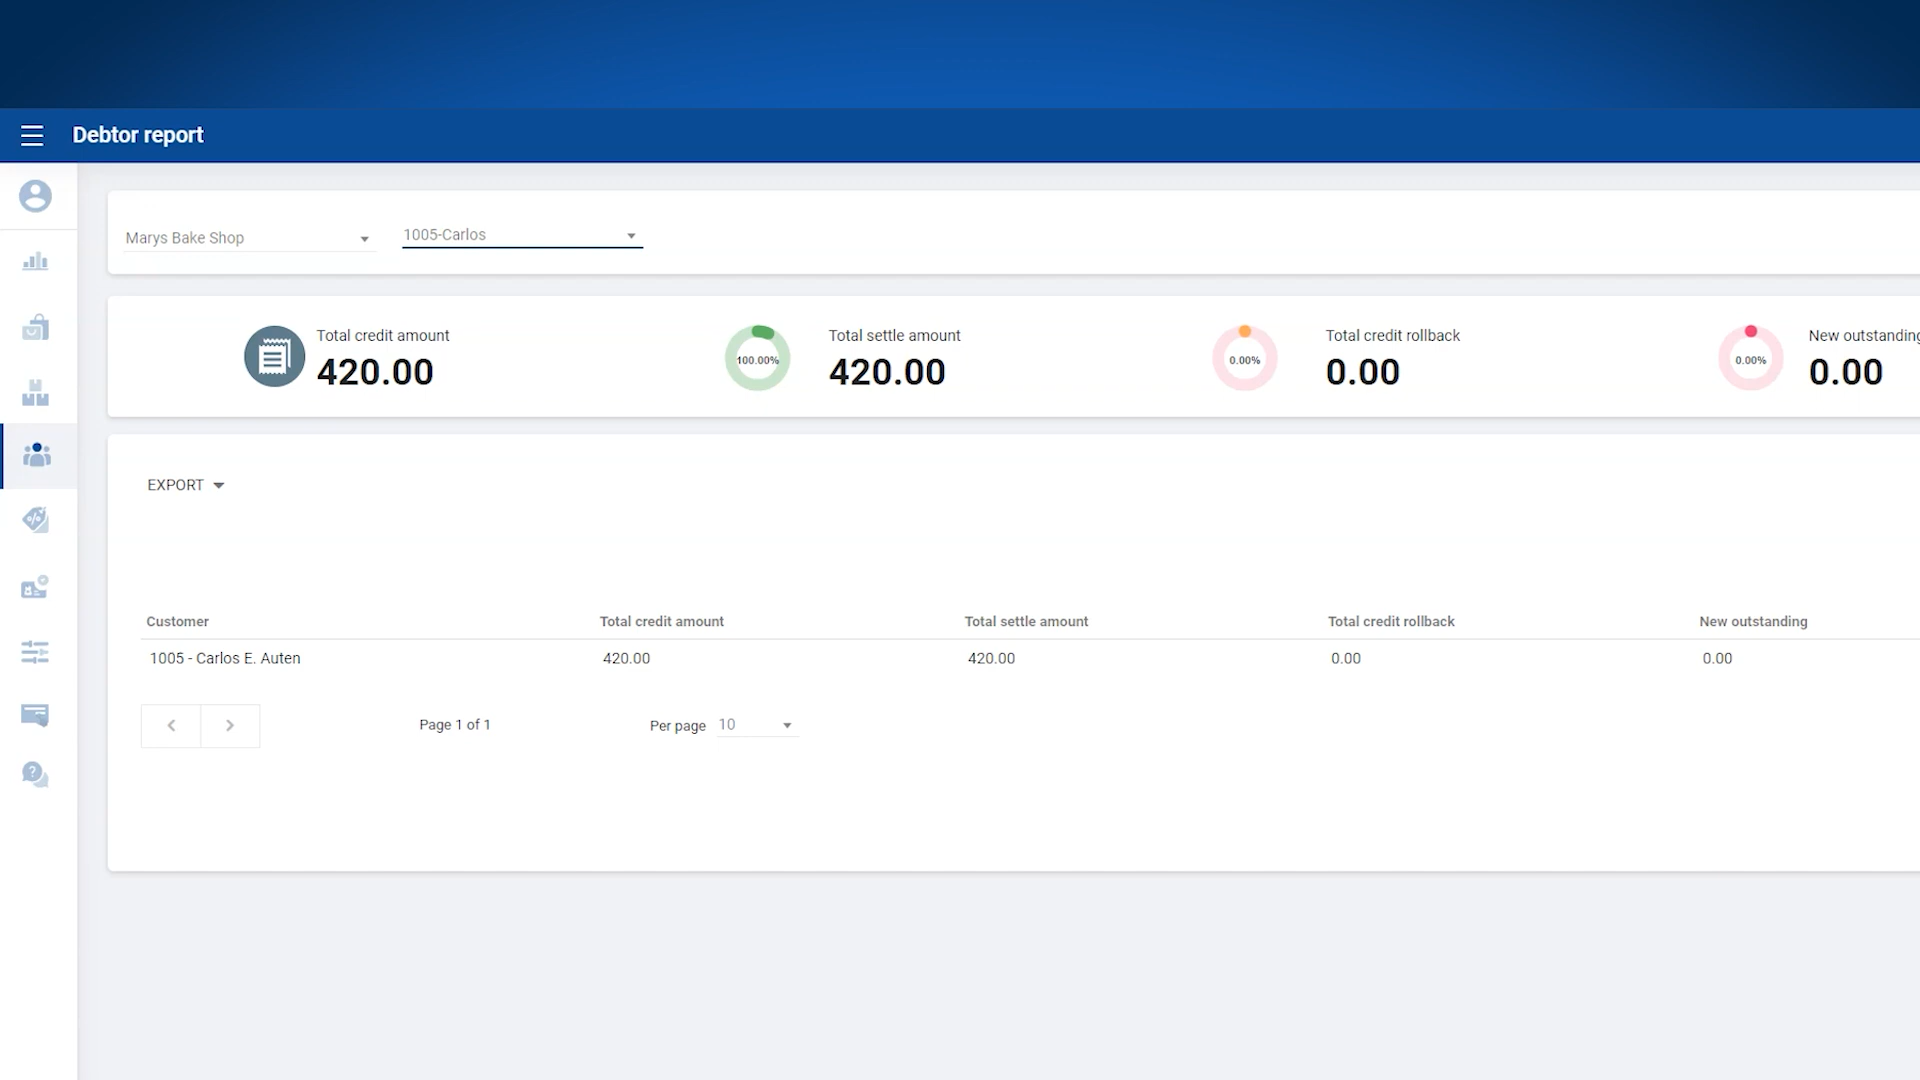 Debtor report
Marys Bake Shop
1005-Carlos
Total credit amount
420.00
100.00%
Total settle amount
420.00
0.00%
Total credit rollback
0.00
0.00%
New outstanding
0.00
EXPORT
Customer Total credit amount Total settle amount Total credit rollback New outstanding
1005 - Carlos E. Auten 420.00 420.00 0.00 0.00
Page 1 of 1 Per page 10